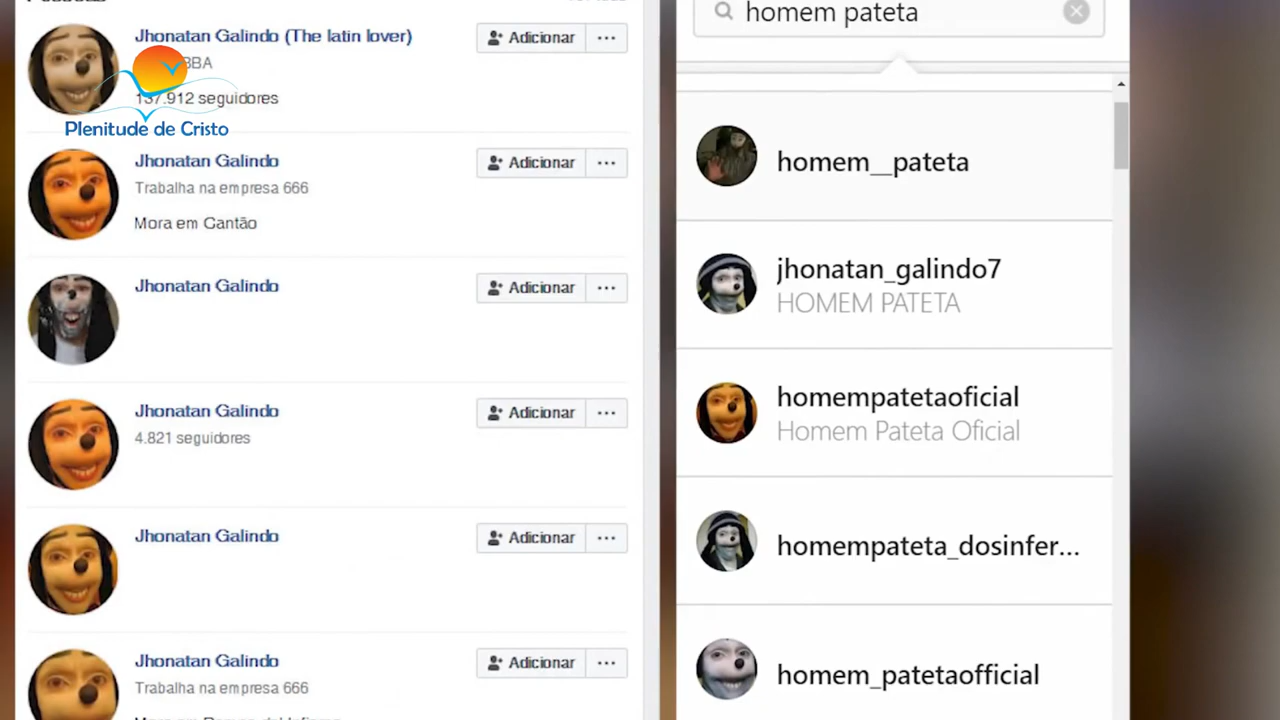 Jhonatan Galindo (The latin lover)
BBA
137.912 seguidores
Adicionar
Plenitude de Cristo
Jhonatan Galindo
Trabalha na empresa 666
Mora em Cantão
Adicionar
Jhonatan Galindo
Adicionar
Jhonatan Galindo
4.821 seguidores
Adicionar
Jhonatan Galindo
Adicionar
Jhonatan Galindo
Trabalha na empresa 666
Adicionar
homem pateta
homem__pateta
jhonatan_galindo7
HOMEM PATETA
homempatetaoficial
Homem Pateta Oficial
homempateta_dosinfer...
homem_patetaofficial